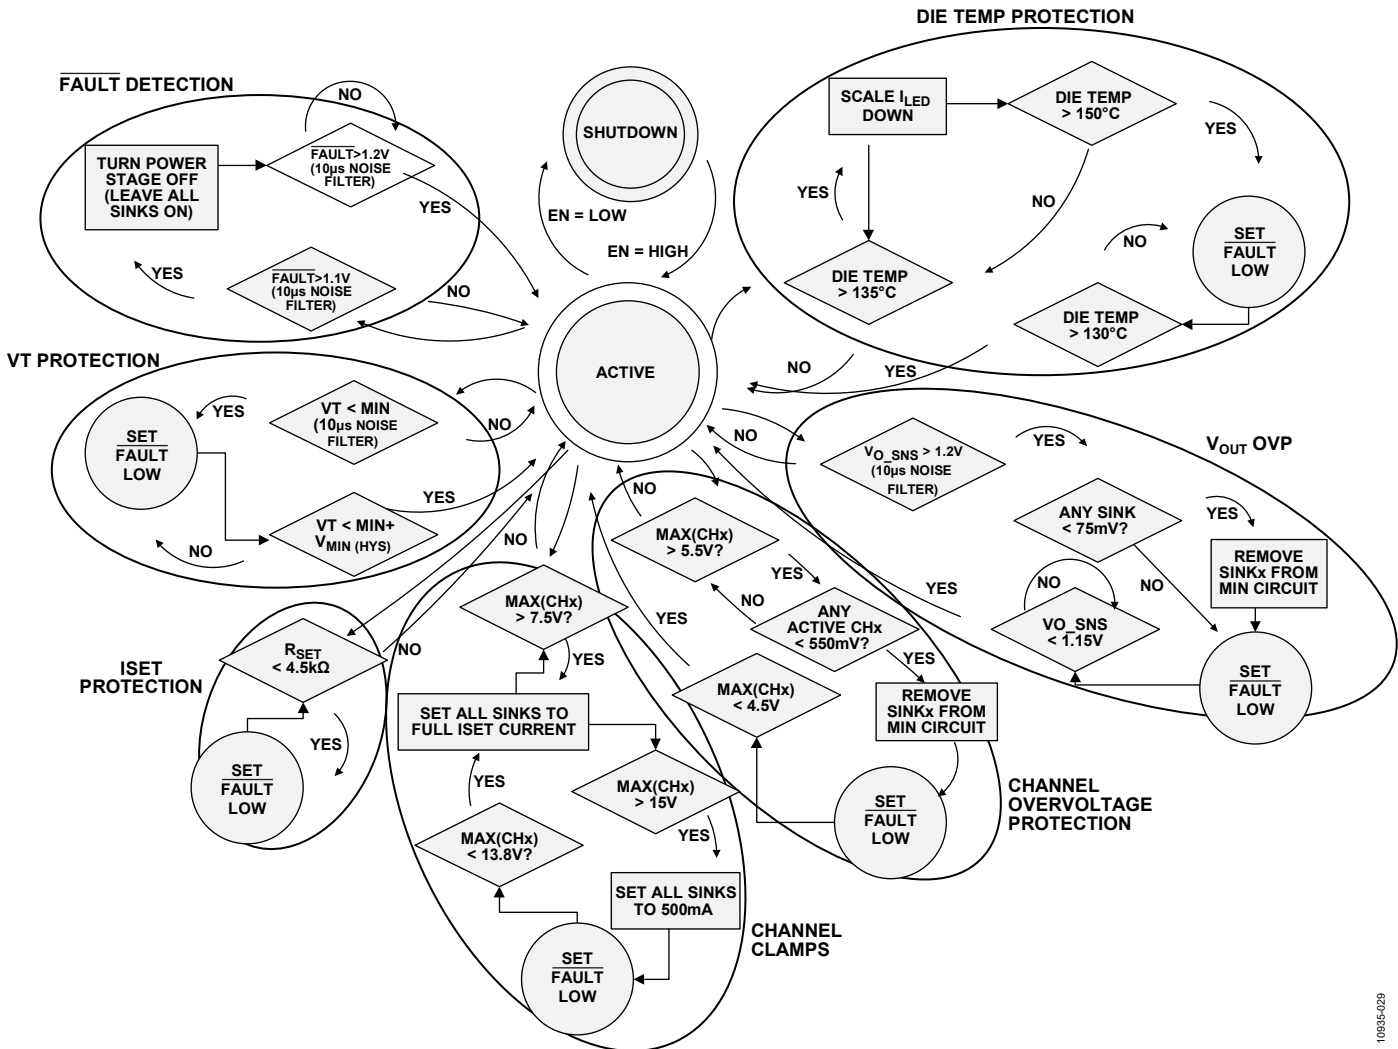 DIE TEMP PROTECTION
SCALE ILED
DOWN
DIE TEMP
> 150°C
YES
YES
NO
NO
SET
FAULT
LOW
DIE TEMP
> 135°C
DIE TEMP
> 130°C
NO
YES
FAULT DETECTION
NO
TURN POWER
STAGE OFF
(LEAVE ALL
SINKS ON)
FAULT>1.2V
(10µs NOISE
FILTER)
YES
YES
FAULT>1.1V
(10µs NOISE
FILTER)
NO
SHUTDOWN
EN = LOW
EN = HIGH
ACTIVE
VT PROTECTION
SET
FAULT
LOW
YES
VT < MIN
(10µs NOISE
FILTER)
NO
YES
VT < MIN+
VMIN (HYS)
NO
VOUT OVP
NO
VO_SNS > 1.2V
(10µs NOISE
FILTER)
YES
ANY SINK
< 75mV?
YES
REMOVE
SINKx FROM
MIN CIRCUIT
NO
NO
VO_SNS
< 1.15V
YES
SET
FAULT
LOW
ISET
PROTECTION
RSET
< 4.5kΩ
NO
YES
SET
FAULT
LOW
NO
MAX(CHx)
> 7.5V?
YES
SET ALL SINKS TO
FULL ISET CURRENT
YES
MAX(CHx)
> 15V
YES
MAX(CHx)
< 13.8V?
SET ALL SINKS
TO 500mA
SET
FAULT
LOW
CHANNEL
CLAMPS
NO
MAX(CHx)
> 5.5V?
YES
NO
ANY
ACTIVE CHx
< 550mV?
YES
YES
MAX(CHx)
< 4.5V
REMOVE
SINKx FROM
MIN CIRCUIT
SET
FAULT
LOW
CHANNEL
OVERVOLTAGE
PROTECTION
10935-029